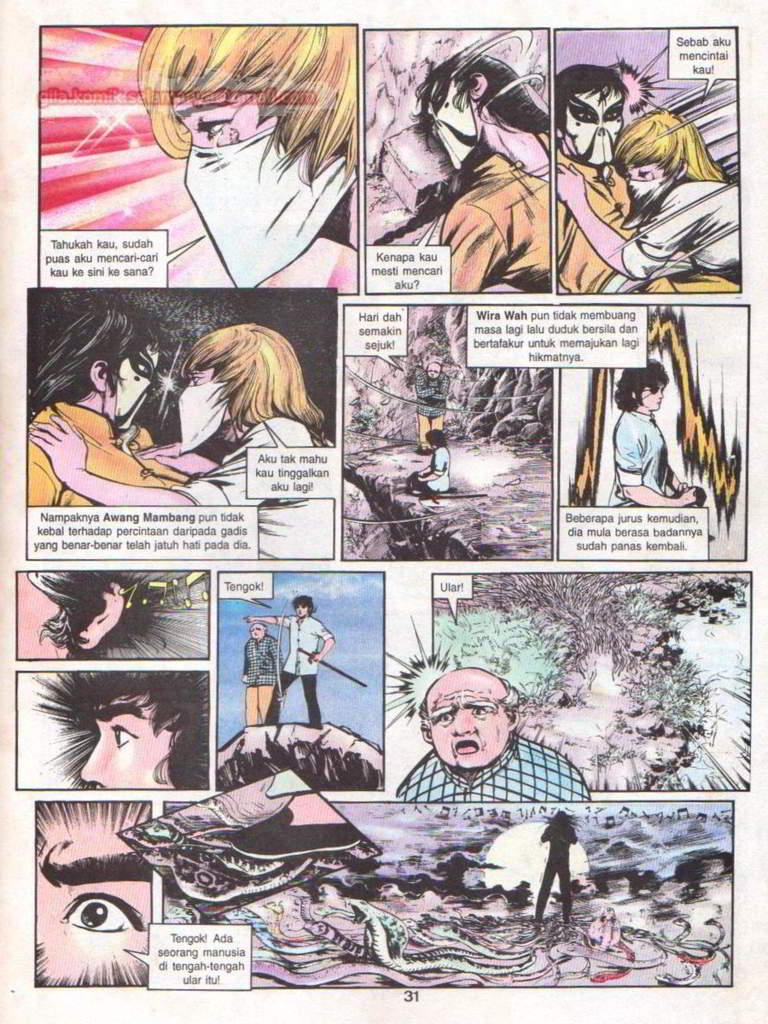 Tahukah kau, sudah
puas aku mencari-cari
kau ke sini ke sana?
Kenapa kau
mesti mencari
aku?
Sebab aku
mencintai
kau!
Aku tak mahu
kau tinggalkan
aku lagi!
Nampaknya Awang Mambang pun tidak
kebal terhadap percintaan daripada gadis
yang benar-benar telah jatuh hati pada dia.
Hari dah
semakin
sejuk!
Wira Wah pun tidak membuang
masa lagi lalu duduk bersila dan
bertafakur untuk memajukan lagi
hikmatnya.
Beberapa jurus kemudian,
dia mula berasa badannya
sudah panas kembali.
Tengok!
Ular!
Tengok! Ada
seorang manusia
di tengah-tengah
ular itu!
31